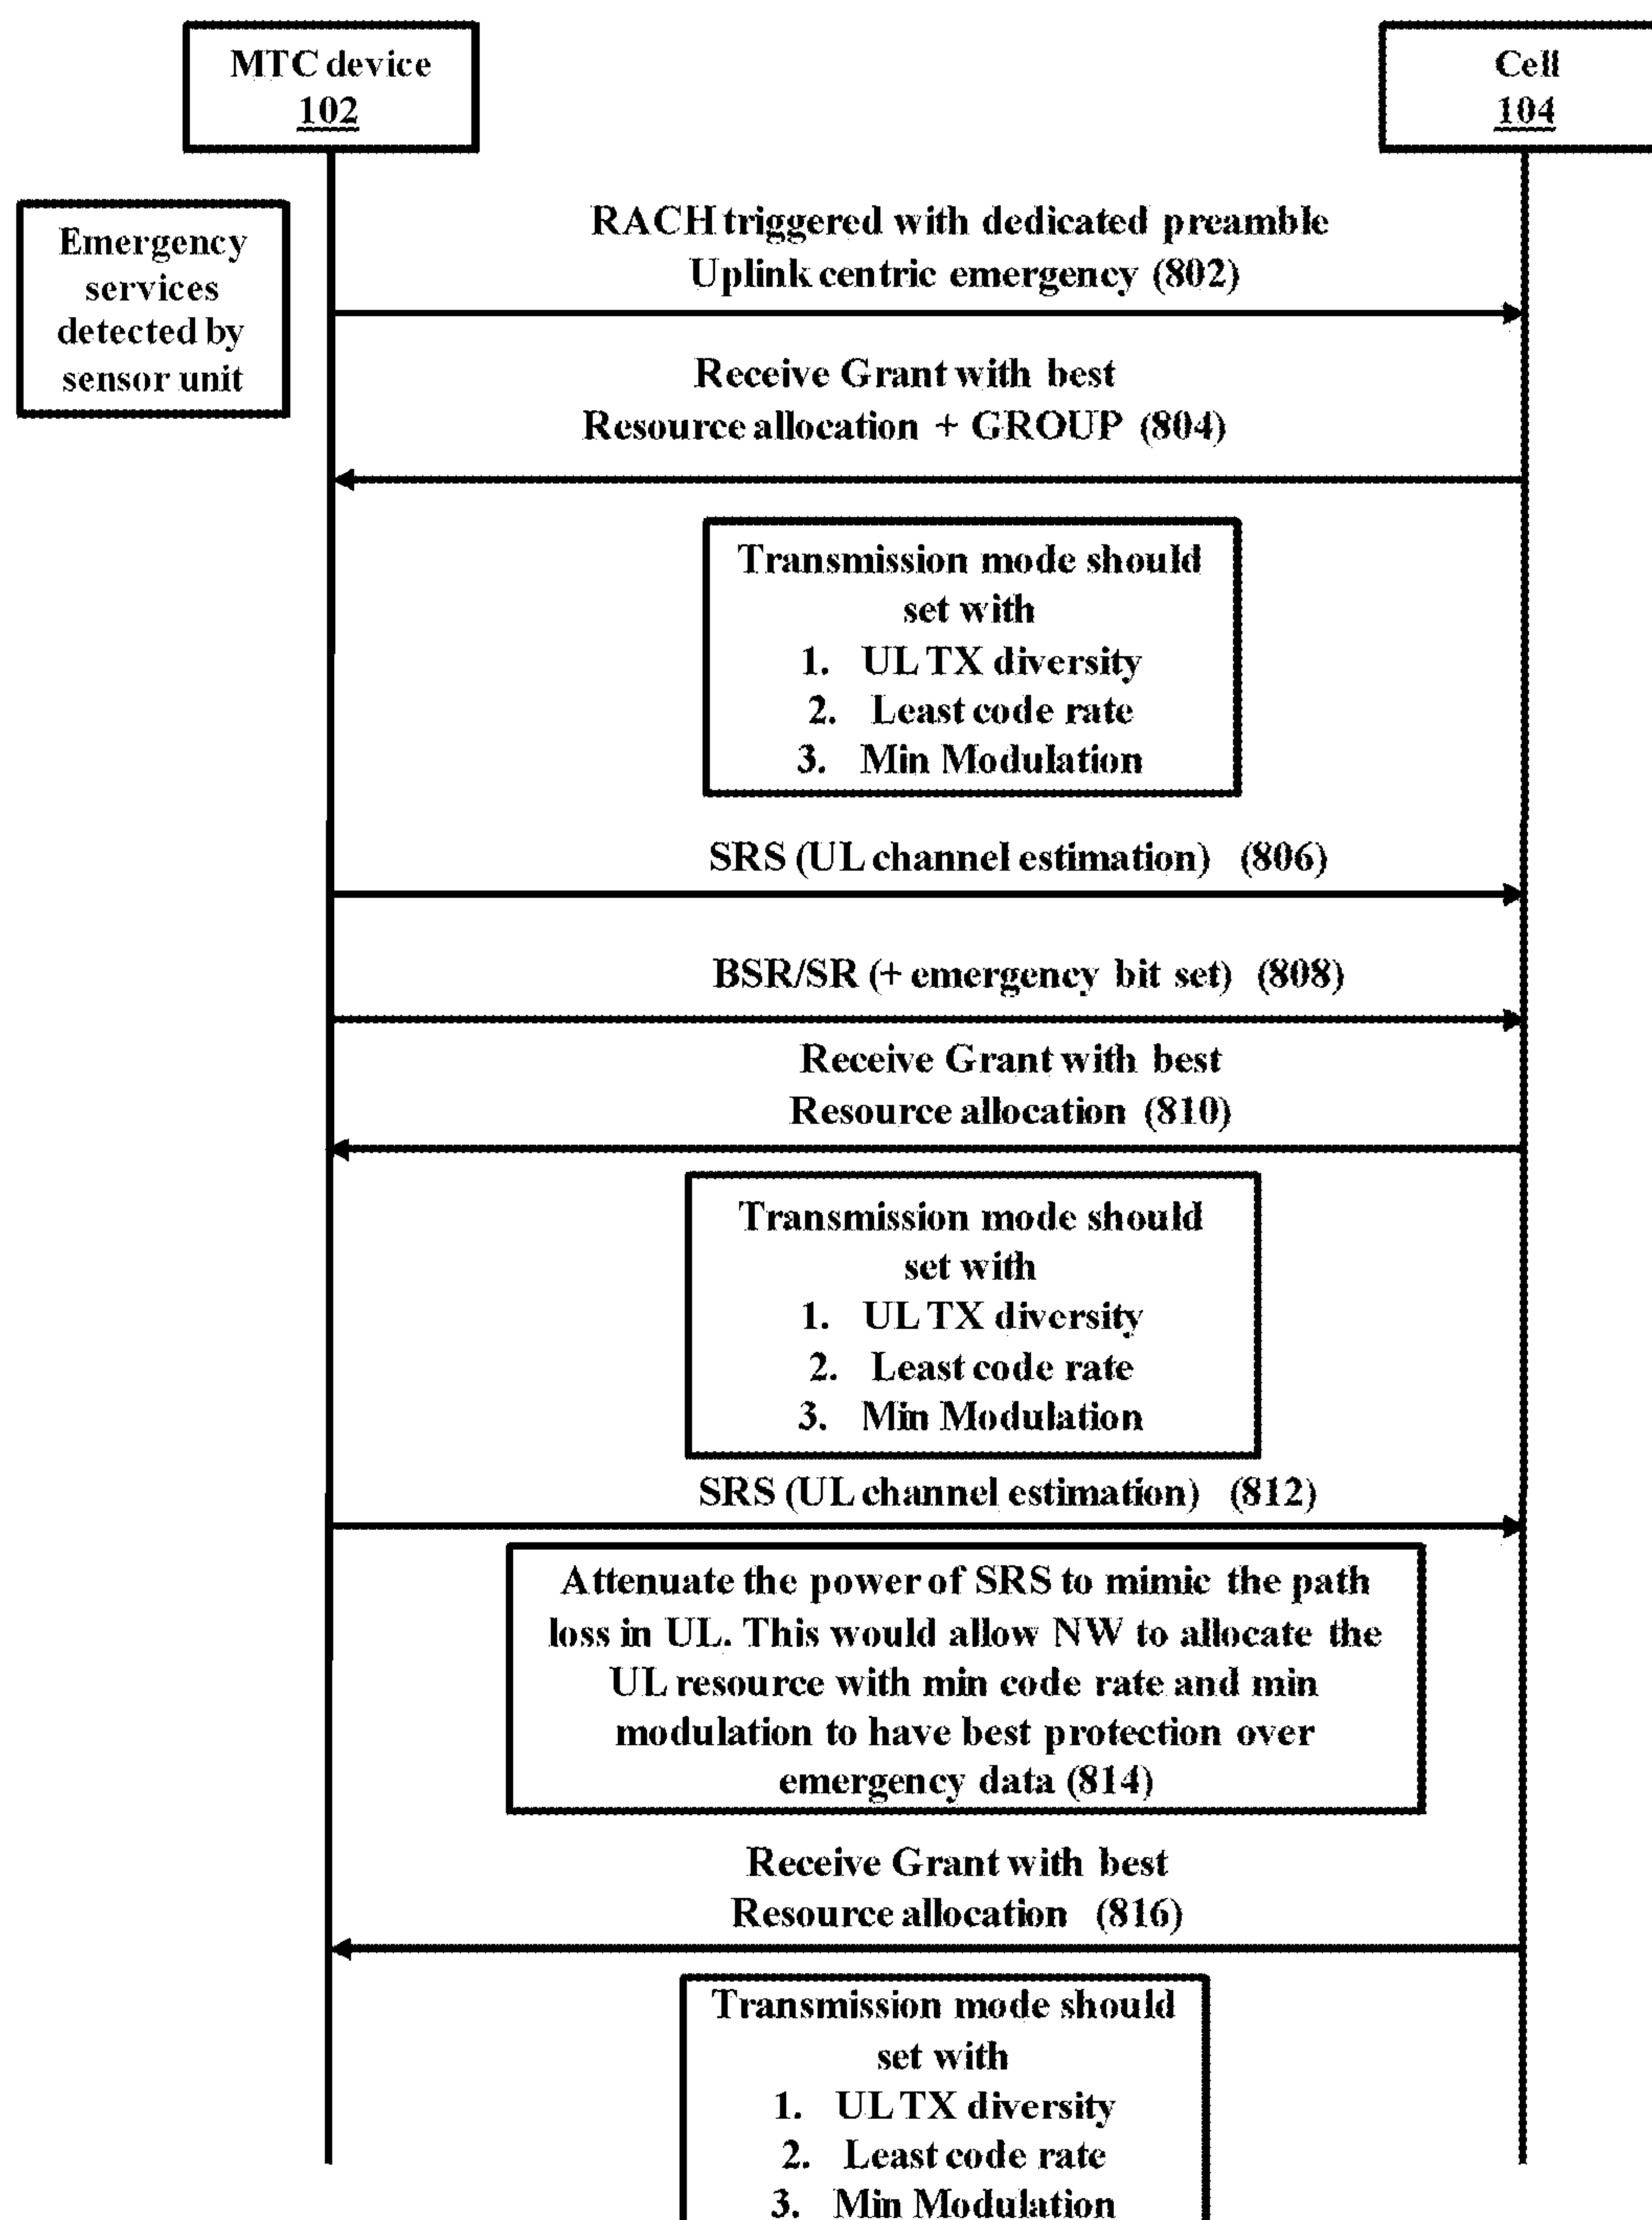 MTC device
102
Cell
104
Emergency
services
detected by
sensor unit
RACH triggered with dedicated preamble
Uplink centric emergency (802)
Receive Grant with best
Resource allocation + GROUP (804)
Transmission mode should
set with
1. UL TX diversity
2. Least code rate
3. Min Modulation
SRS (UL channel estimation) (806)
BSR/SR (+ emergency bit set) (808)
Receive Grant with best
Resource allocation (810)
Transmission mode should
set with
1. UL TX diversity
2. Least code rate
3. Min Modulation
SRS (UL channel estimation) (812)
Attenuate the power of SRS to mimic the path
loss in UL. This would allow NW to allocate the
UL resource with min code rate and min
modulation to have best protection over
emergency data (814)
Receive Grant with best
Resource allocation (816)
Transmission mode should
set with
1. UL TX diversity
2. Least code rate
3. Min Modulation